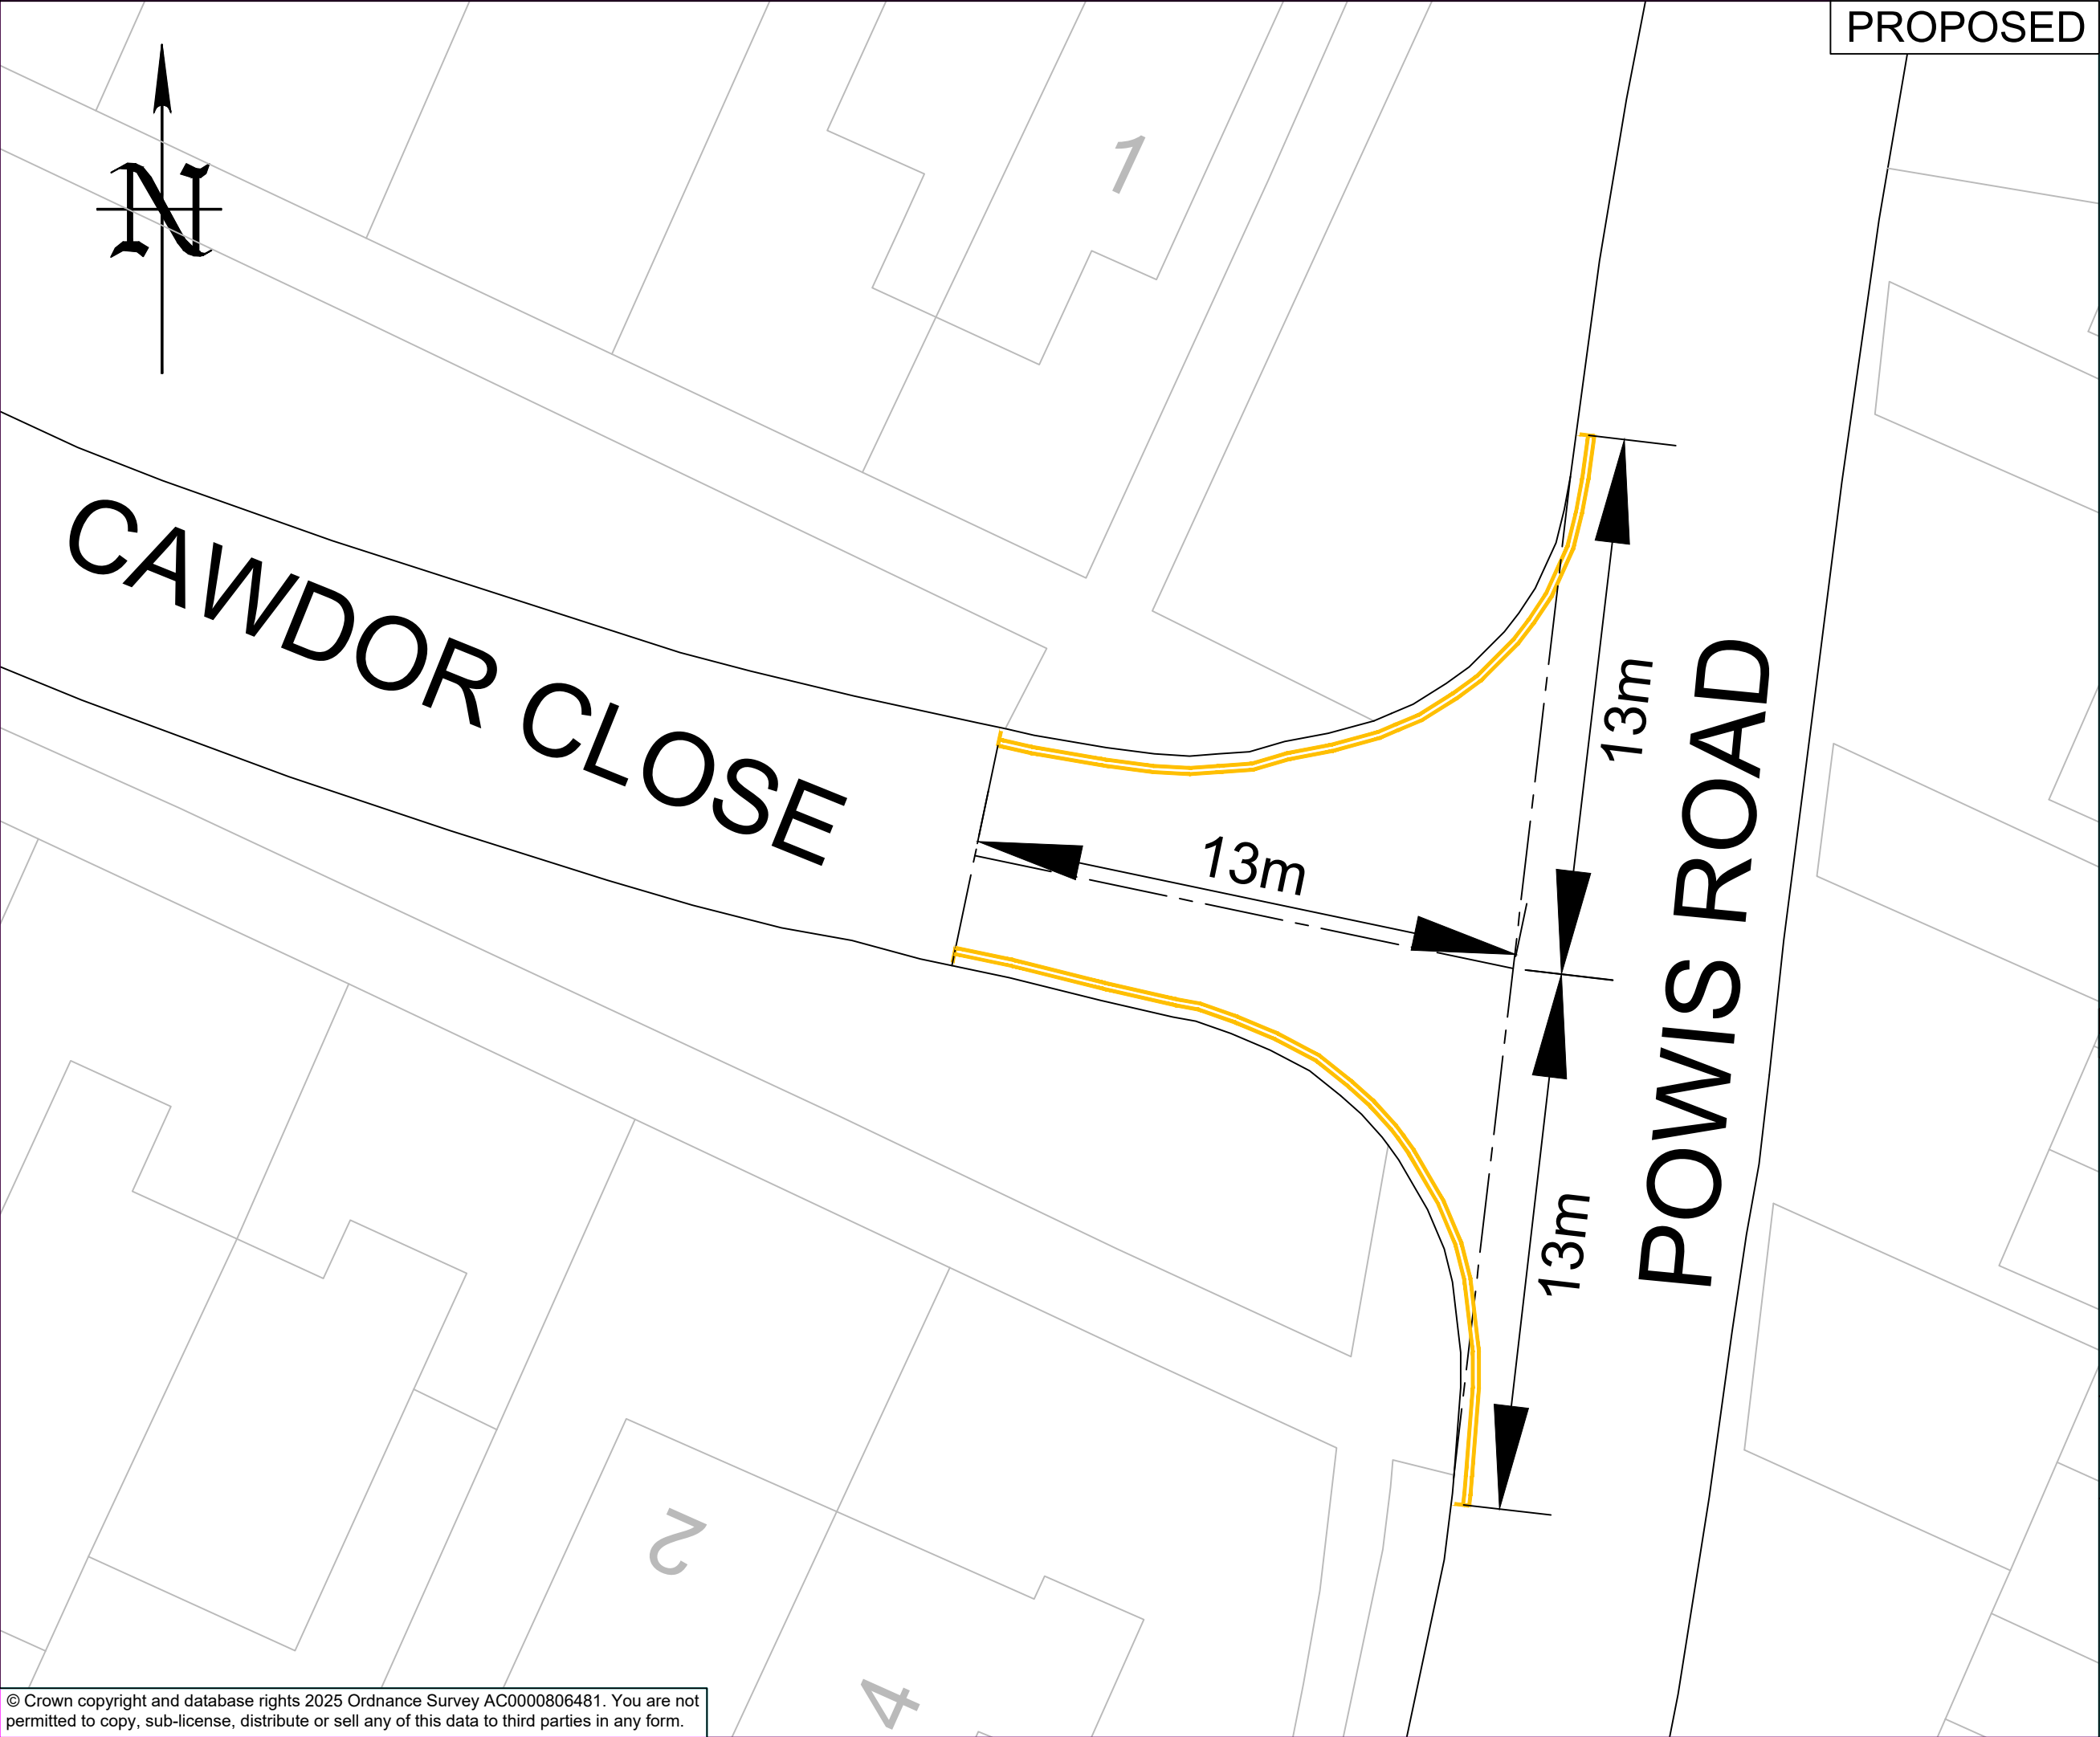 PROPOSED
N
1
CAWDOR CLOSE
13m
13m
POWIS ROAD
13m
2
4
© Crown copyright and database rights 2025 Ordnance Survey AC0000806481. You are not
permitted to copy, sub-license, distribute or sell any of this data to third parties in any form.